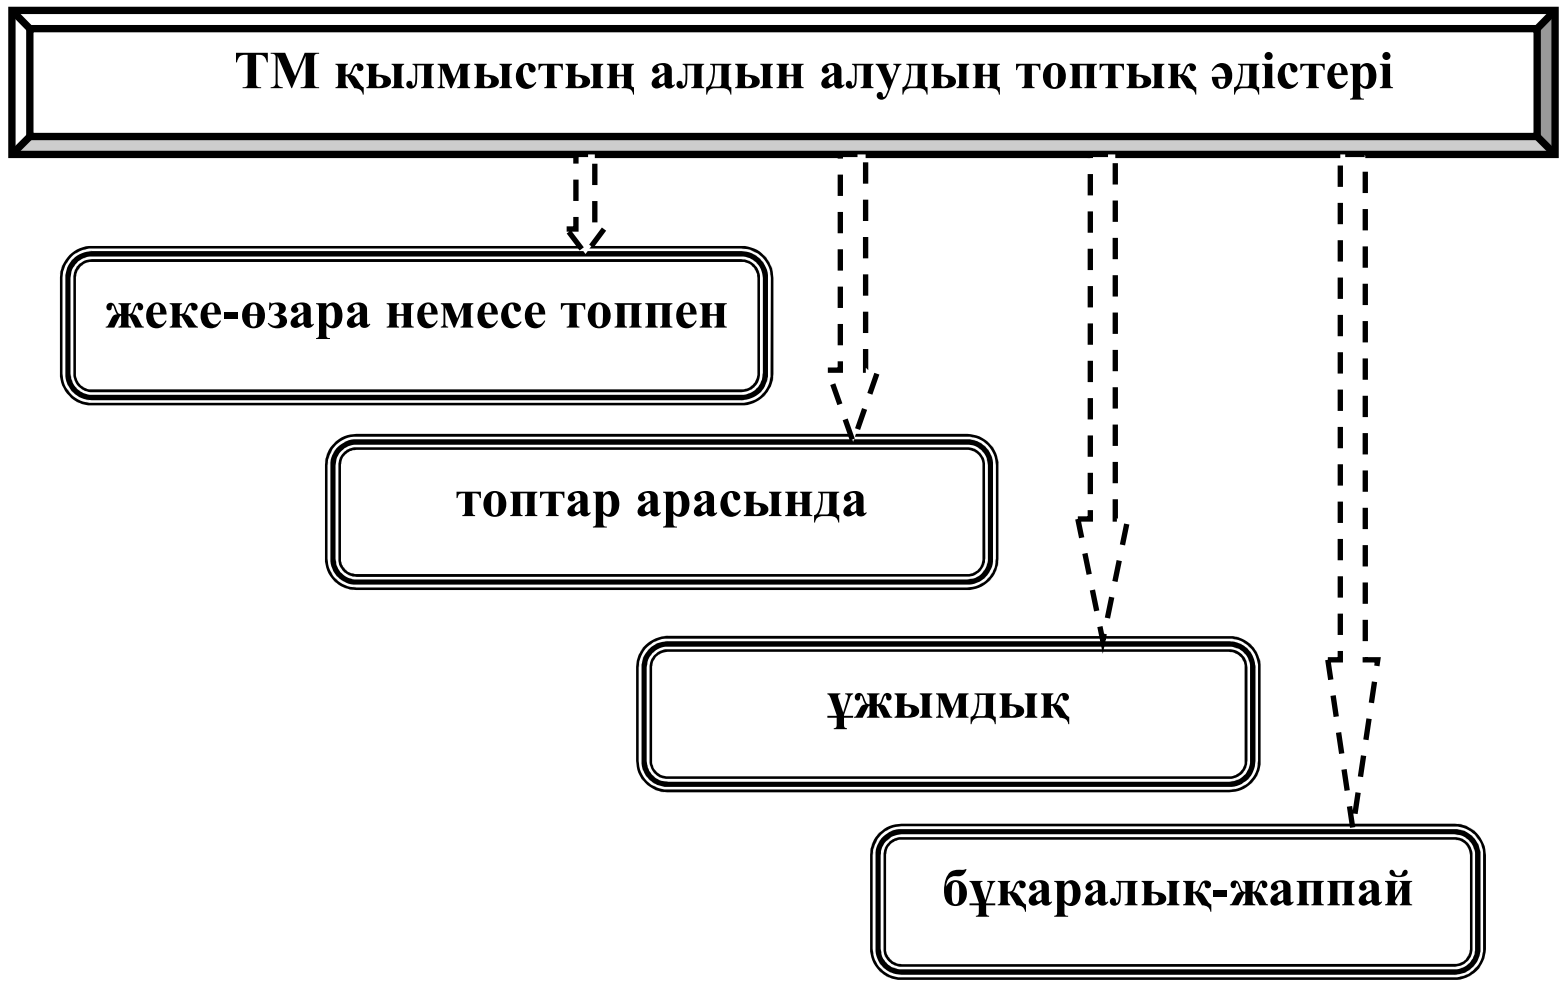 ТМ қылмыстың алдын алудың топтық әдістері
жеке-өзара немесе топпен
топтар арасында
ұжымдық
бұқаралық-жаппай